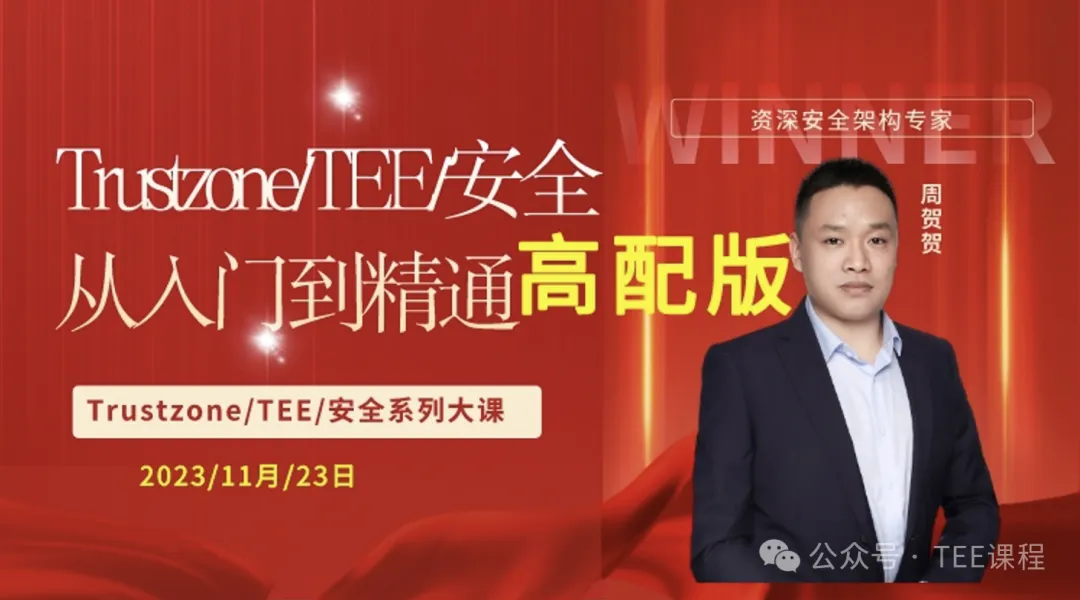 WINNER
资深安全架构专家
Trustzone/TEE/安全
从入门到精通高配版
周贺贺
Trustzone/TEE/安全系列大课
2023/11月/23日
公众号·TEE课程